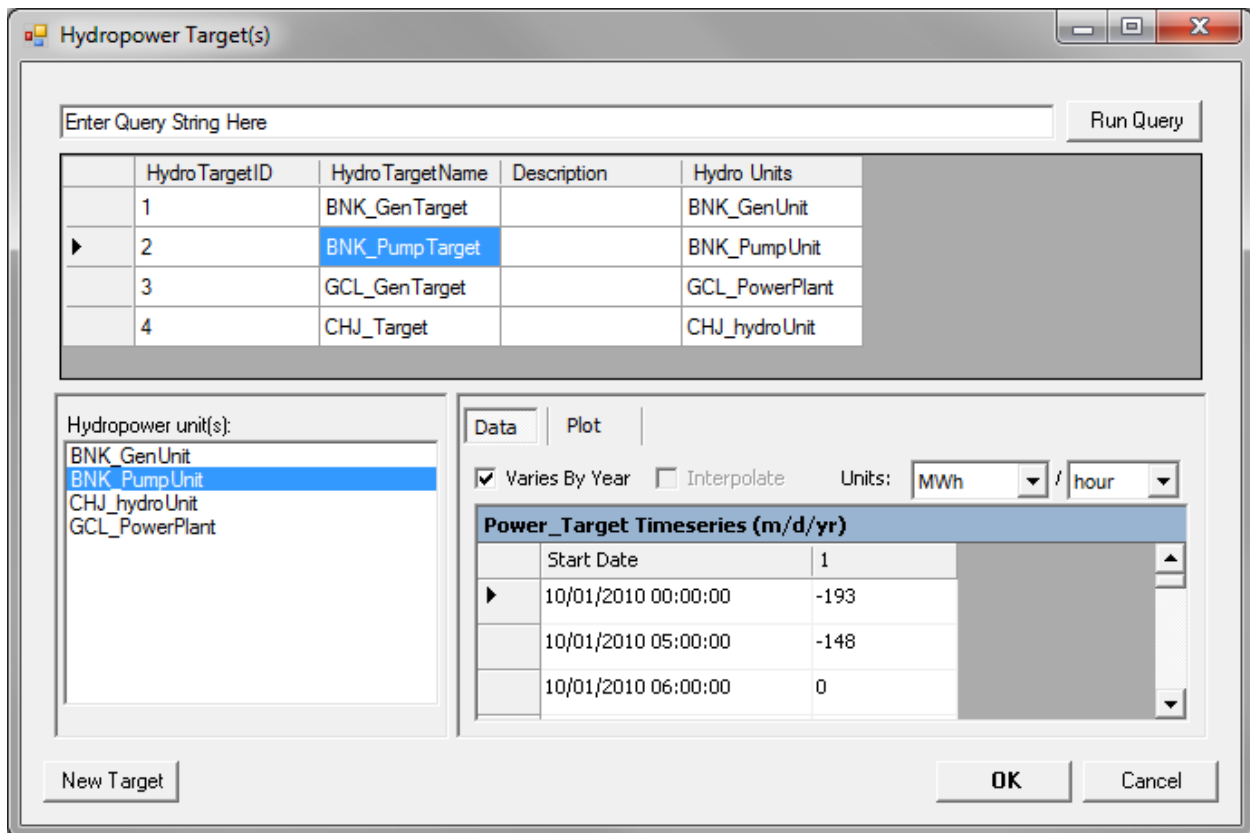 Hydropower Target(s)
Enter Query String Here Run Query
HydroTargetID HydroTargetName Description Hydro Units
1 BNK_GenTarget BNK_GenUnit
2 BNK_PumpTarget BNK_PumpUnit
3 GCL_GenTarget GCL_PowerPlant
4 CHJ_Target CHJ_hydroUnit
Hydropower unit(s):
BNK_GenUnit
BNK_PumpUnit
CHJ_hydroUnit
GCL_PowerPlant
Data Plot
Varies By Year Interpolate Units: MWh / hour
Power_Target Timeseries (m/d/yr)
Start Date 1
10/01/2010 00:00:00 -193
10/01/2010 05:00:00 -148
10/01/2010 06:00:00 0
New Target OK Cancel